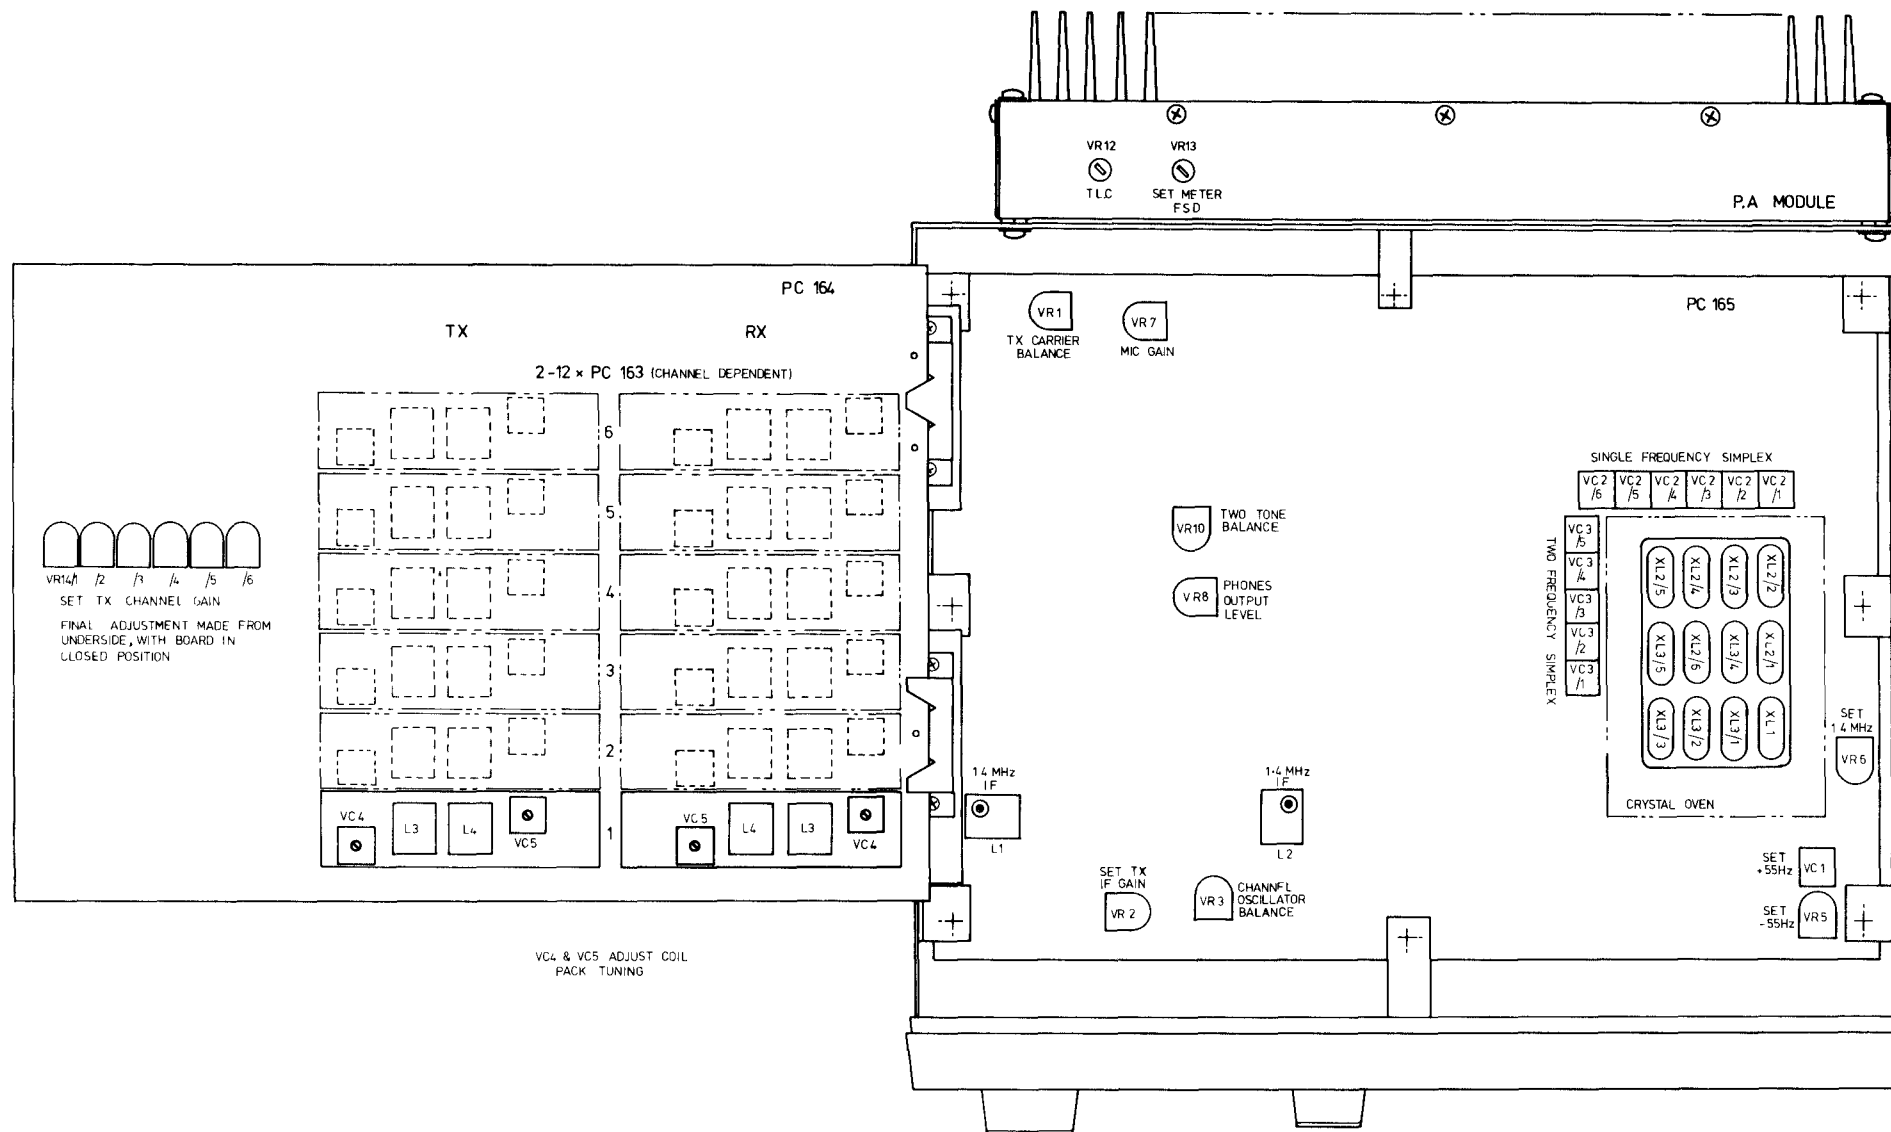 VR12
T L C
VR13
SET METER
FSD
P.A MODULE
PC 164
TX
RX
2-12 × PC 163 (CHANNEL DEPENDENT)
6
5
4
3
2
1
VR14/1 /2 /3 /4 /5 /6
SET TX CHANNEL GAIN
FINAL ADJUSTMENT MADE FROM
UNDERSIDE, WITH BOARD IN
CLOSED POSITION
VC4
L3
L4
VC5
VC5
L4
L3
VC4
VC4 & VC5 ADJUST COIL
PACK TUNING
PC 165
VR1
TX CARRIER
BALANCE
VR7
MIC GAIN
VR10
TWO TONE
BALANCE
VR8
PHONES
OUTPUT
LEVEL
SINGLE FREQUENCY SIMPLEX
VC2 VC2 VC2 VC2 VC2 VC2
/6 /5 /4 /3 /2 /1
TWO FREQUENCY SIMPLEX
VC3
/5
VC3
/4
VC3
/3
VC3
/2
VC3
/1
XL2/5 XL2/4 XL2/3 XL2/2
XL3/5 XL2/6 XL3/4 XL2/1
XL3/3 XL3/2 XL3/1 XL1
CRYSTAL OVEN
SET
1 4 MHz
VR6
1 4 MHz
IF
L1
1·4 MHz
IF
L2
SET TX
IF GAIN
VR 2
VR 3
CHANNEL
OSCILLATOR
BALANCE
SET
+55Hz
VC 1
SET
-55Hz
VR5